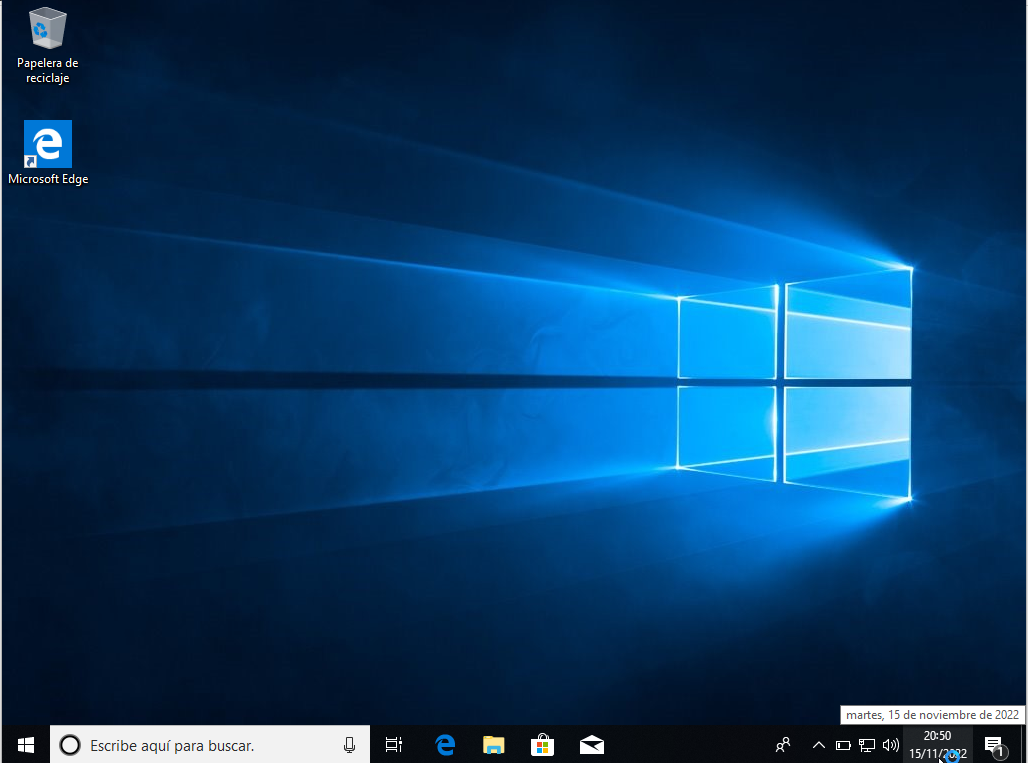 Papelera de
reciclaje
Microsoft Edge
martes, 15 de noviembre de 2022
Escribe aquí para buscar.
20:50
15/11/2022
1